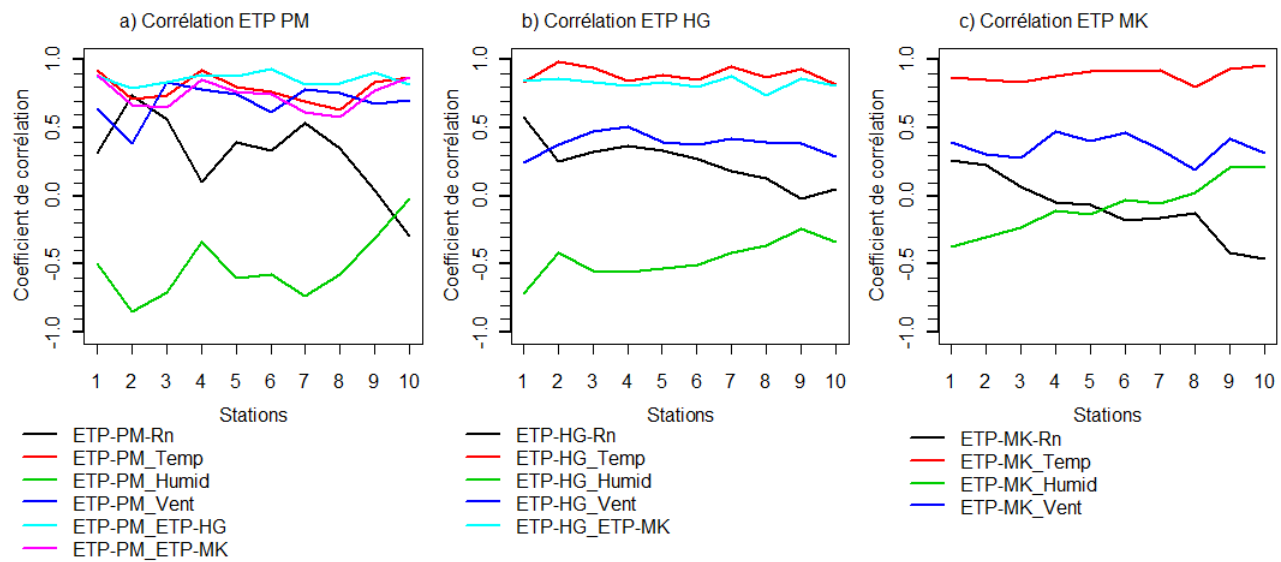 a) Corrélation ETP PM
Coefficient de corrélation
1.0
0.5
0.0
-0.5
-1.0
1 2 3 4 5 6 7 8 9 10
Stations
ETP-PM-Rn
ETP-PM_Temp
ETP-PM_Humid
ETP-PM_Vent
ETP-PM_ETP-HG
ETP-PM_ETP-MK
b) Corrélation ETP HG
Coefficient de corrélation
1.0
0.5
0.0
-0.5
-1.0
1 2 3 4 5 6 7 8 9 10
Stations
ETP-HG-Rn
ETP-HG_Temp
ETP-HG_Humid
ETP-HG_Vent
ETP-HG_ETP-MK
c) Corrélation ETP MK
Coefficient de corrélation
1.0
0.5
0.0
-0.5
-1.0
1 2 3 4 5 6 7 8 9 10
Stations
ETP-MK-Rn
ETP-MK_Temp
ETP-MK_Humid
ETP-MK_Vent